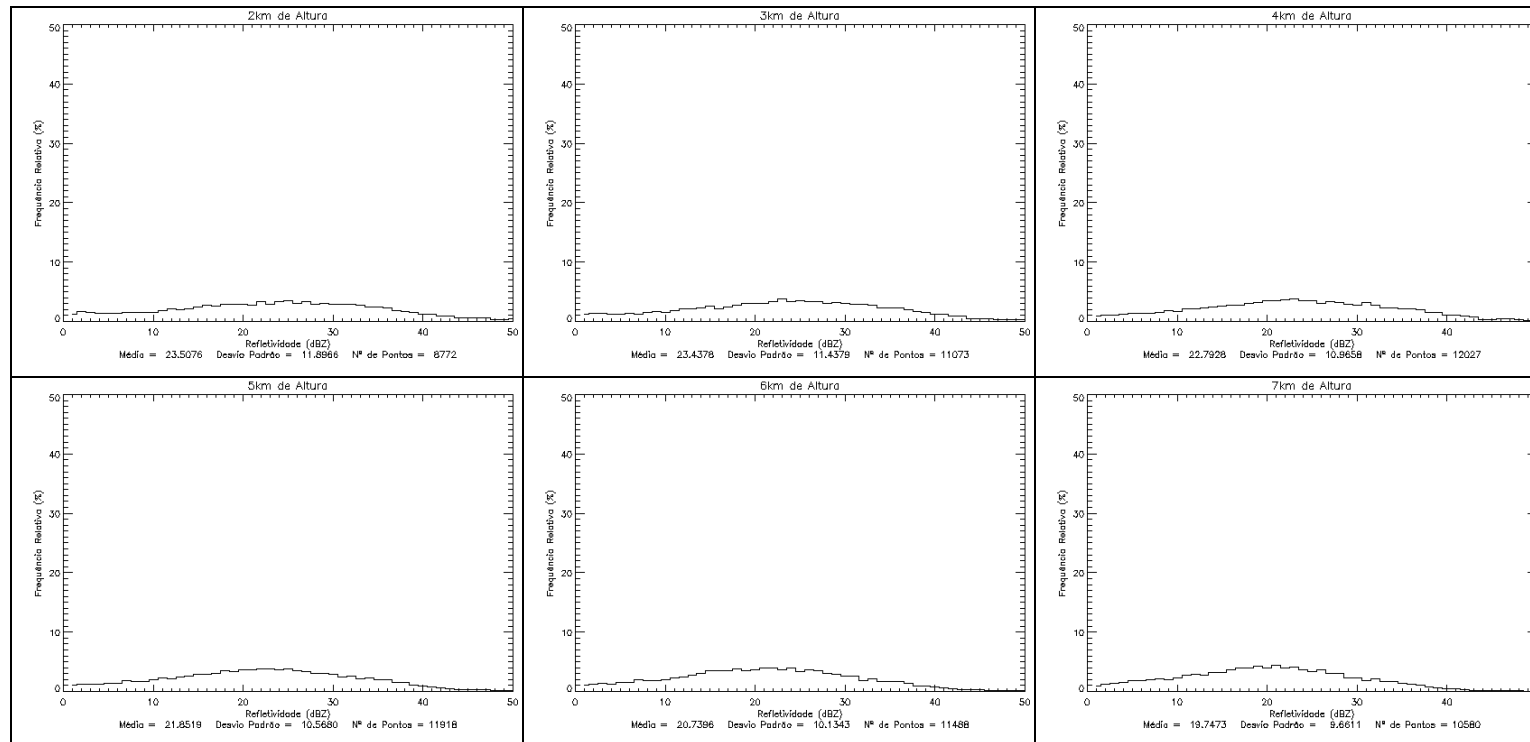 2km de Altura
50
40
30
20
10
0
Frequência Relativa (%)
0 10 20 30 40 50
Refletividade (dBZ)
Média = 23.5076 Desvio Padrão = 11.8966 Nº de Pontos = 8772
3km de Altura
50
40
30
20
10
0
Frequência Relativa (%)
0 10 20 30 40 50
Refletividade (dBZ)
Média = 23.4378 Desvio Padrão = 11.4379 Nº de Pontos = 11073
4km de Altura
50
40
30
20
10
0
Frequência Relativa (%)
0 10 20 30 40
Refletividade (dBZ)
Média = 22.7928 Desvio Padrão = 10.9658 Nº de Pontos = 12027
5km de Altura
50
40
30
20
10
0
Frequência Relativa (%)
0 10 20 30 40 50
Refletividade (dBZ)
Média = 21.8519 Desvio Padrão = 10.5680 Nº de Pontos = 11918
6km de Altura
50
40
30
20
10
0
Frequência Relativa (%)
0 10 20 30 40 50
Refletividade (dBZ)
Média = 20.7396 Desvio Padrão = 10.1343 Nº de Pontos = 11488
7km de Altura
50
40
30
20
10
0
Frequência Relativa (%)
0 10 20 30 40
Refletividade (dBZ)
Média = 19.7473 Desvio Padrão = 9.6611 Nº de Pontos = 10580